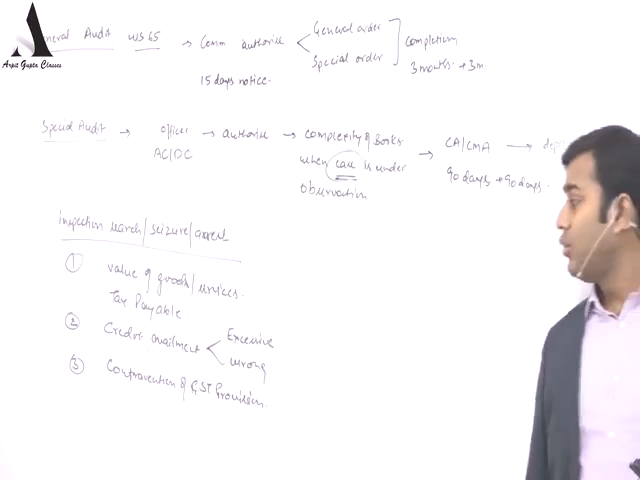 General Audit u/s 65 → Comm authorise < General order
Special order
completion
3 months + 3m
15 days notice.
Arpit Gupta Classes
Special Audit → officer → authorise → complexity of Books
AC/DC
when case is under
observation
→ CA/CMA →
90 days + 90 days.
inspection search/seizure/arrest
① value of goods/services.
Tax Payable
② Credit availment < Excessive
wrong
③ Contravention of GST Provision.